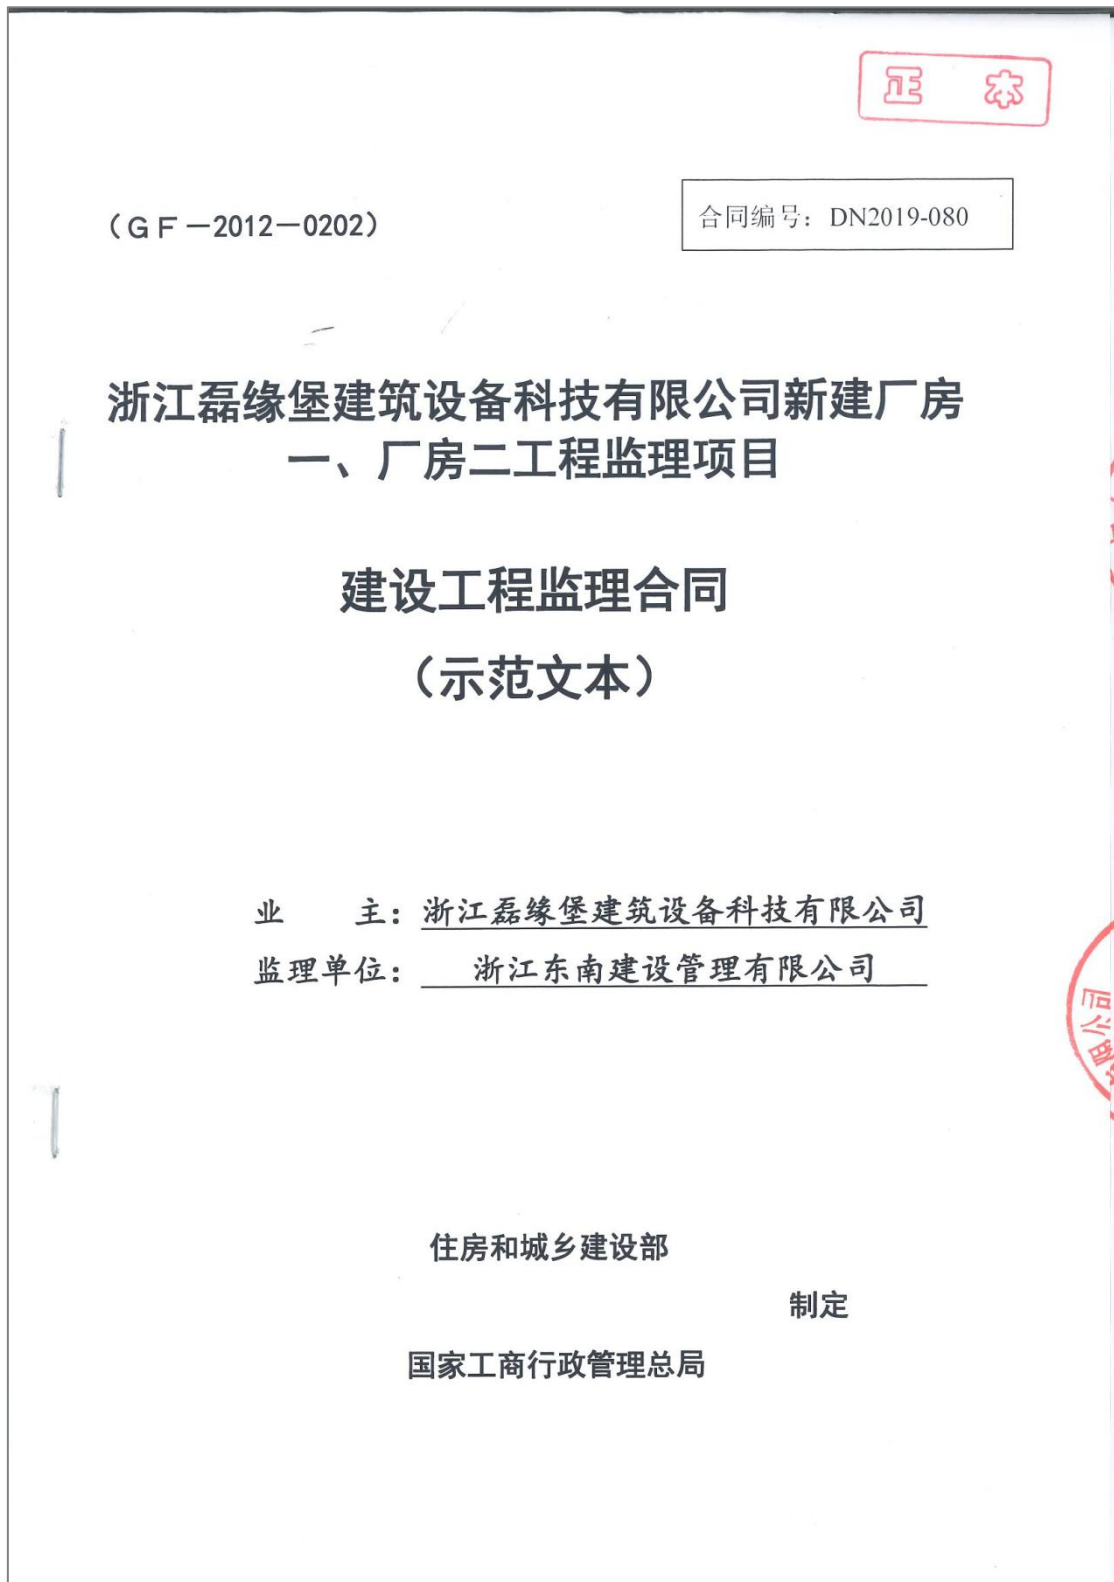 正 本
（GF－2012－0202）
合同编号：DN2019-080
浙江磊缘堡建筑设备科技有限公司新建厂房
一、厂房二工程监理项目
建设工程监理合同
（示范文本）
业 主：浙江磊缘堡建筑设备科技有限公司
监理单位：浙江东南建设管理有限公司
限公司
住房和城乡建设部
制定
国家工商行政管理总局